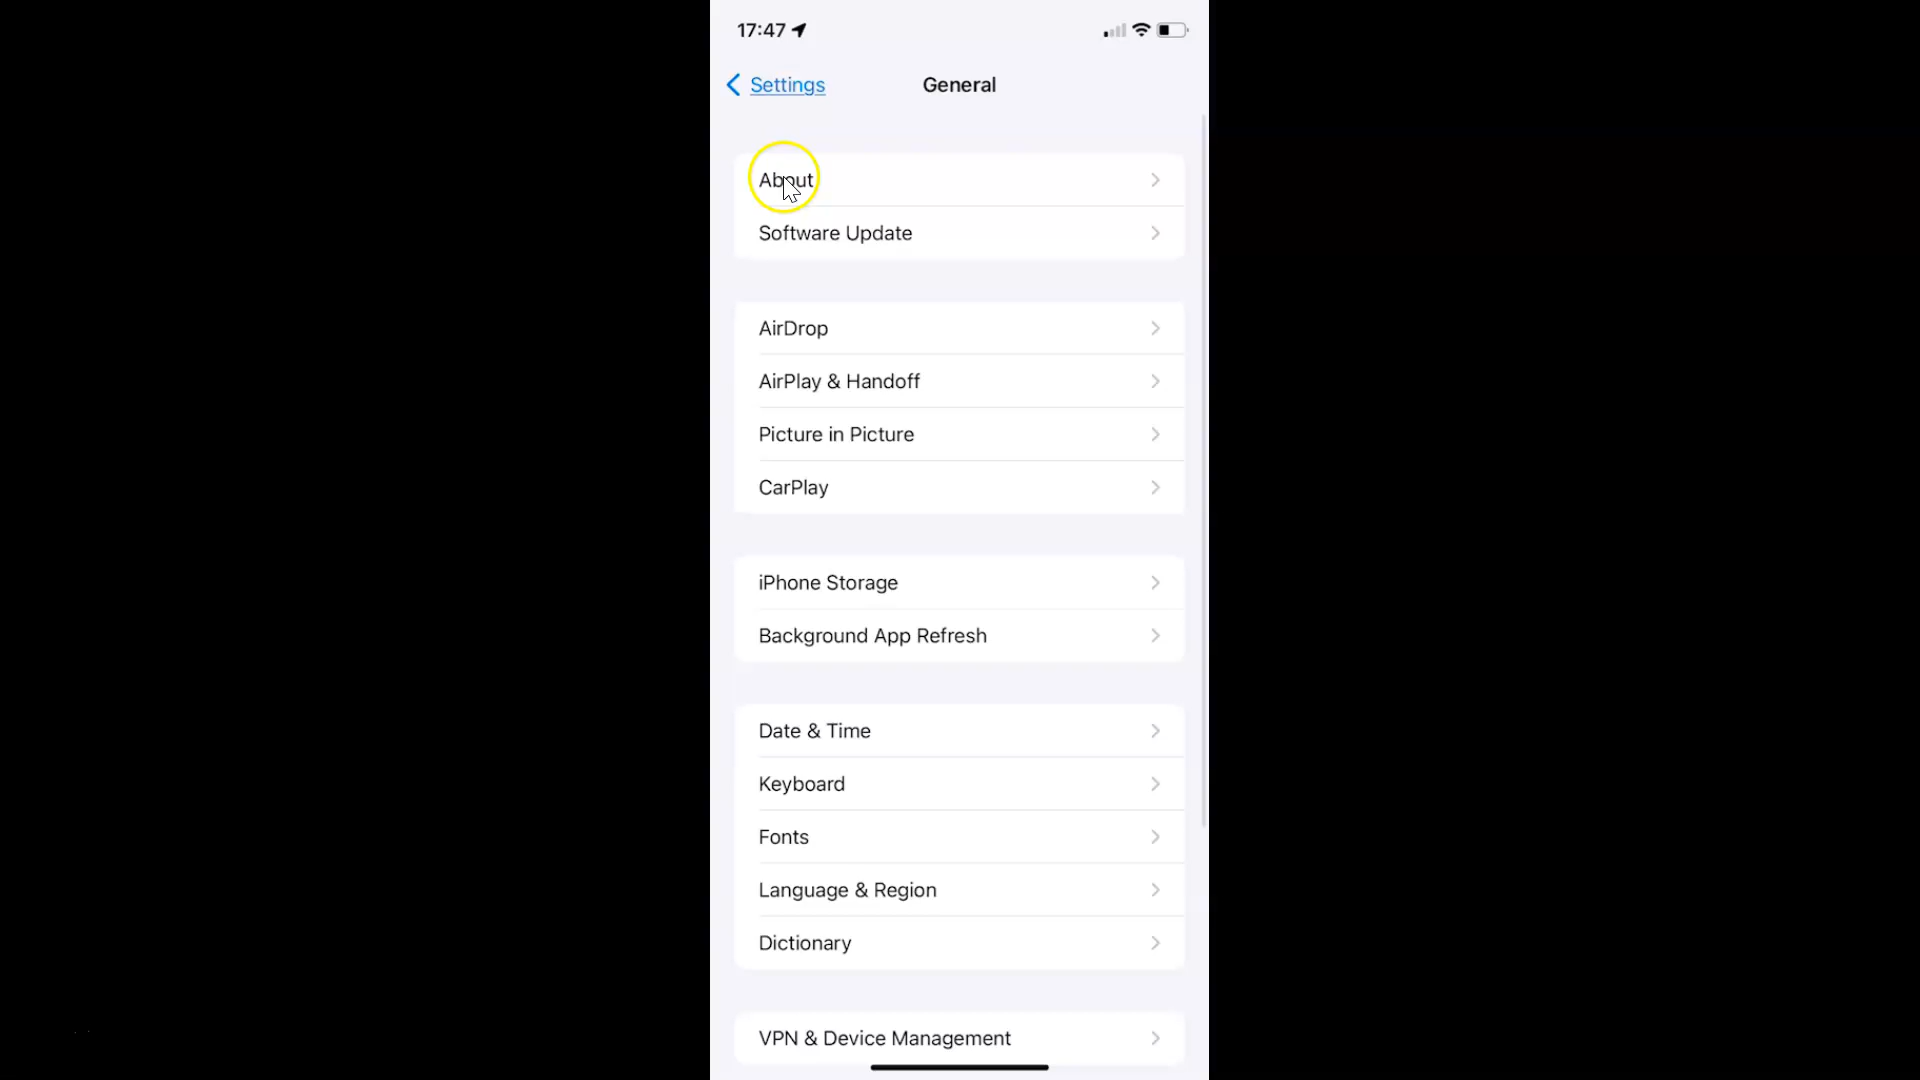 17:47
Settings
General
About
Software Update
AirDrop
AirPlay & Handoff
Picture in Picture
CarPlay
iPhone Storage
Background App Refresh
Date & Time
Keyboard
Fonts
Language & Region
Dictionary
VPN & Device Management